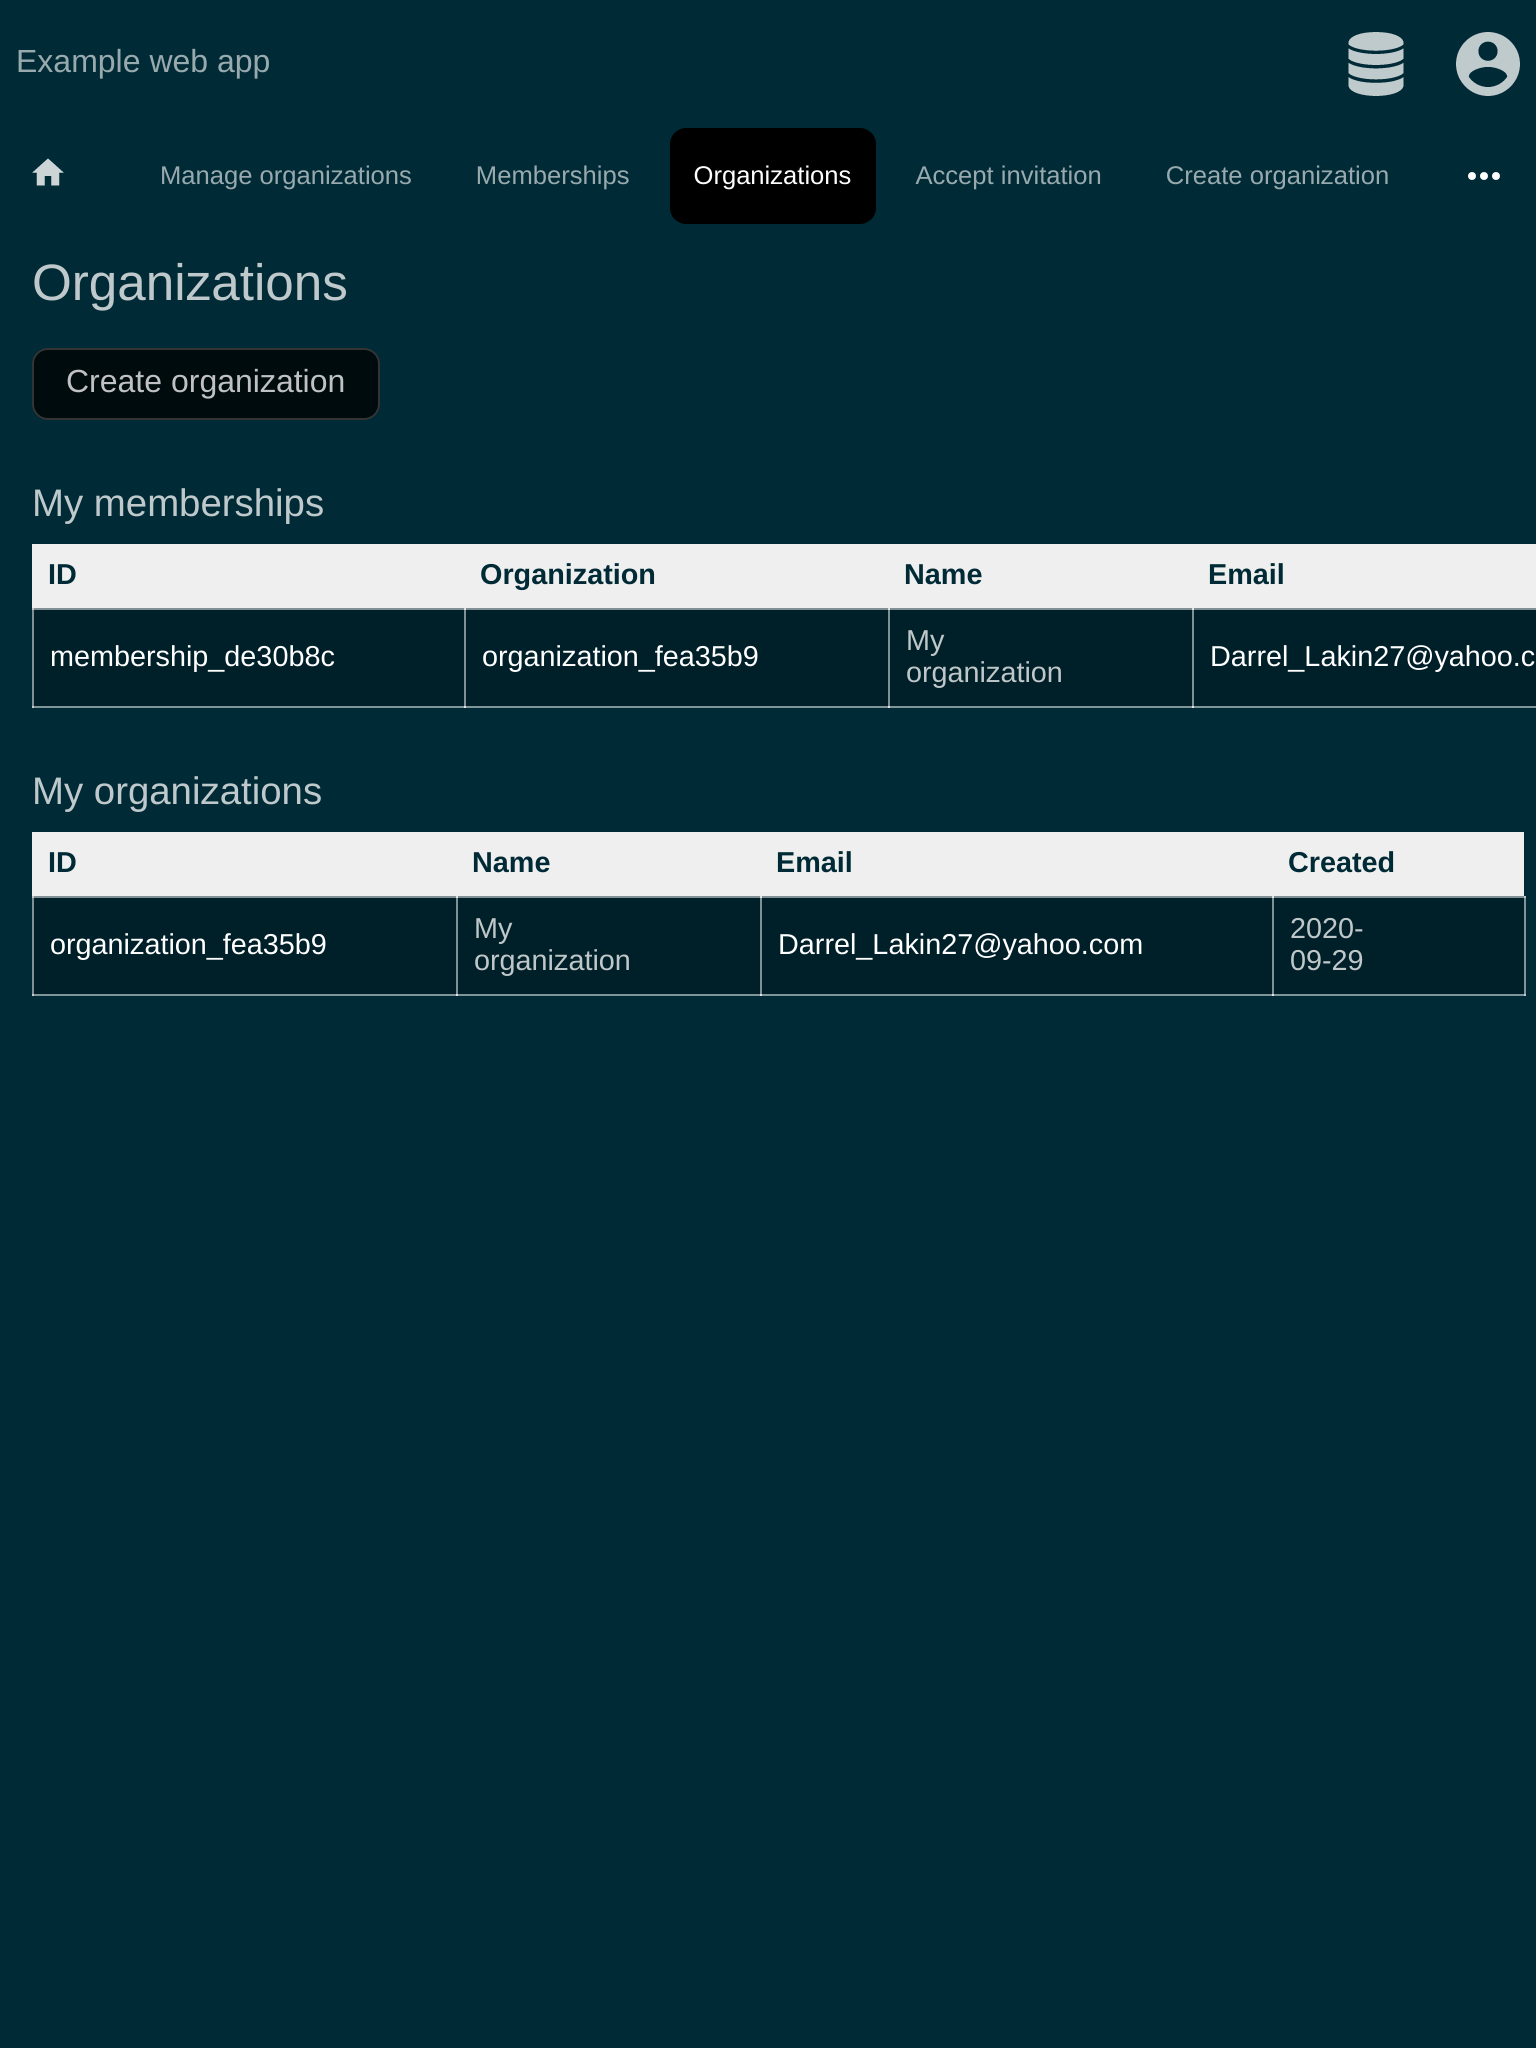 Example web app
Manage organizations Memberships Organizations Accept invitation Create organization
Organizations
Create organization
My memberships
ID Organization Name Email
membership_de30b8c organization_fea35b9 My organization Darrel_Lakin27@yahoo.c
My organizations
ID Name Email Created
organization_fea35b9 My organization Darrel_Lakin27@yahoo.com 2020-09-29